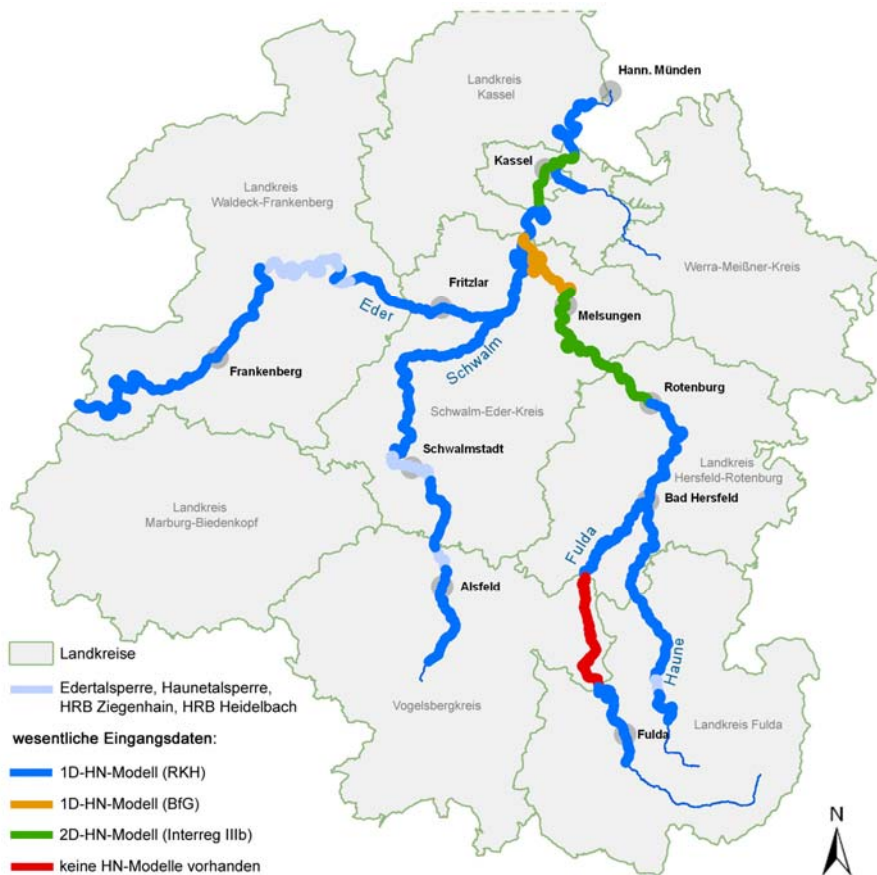 Hann. Münden
Landkreis
Kassel
Kassel
Landkreis
Waldeck-Frankenberg
Werra-Meißner-Kreis
Fritzlar
Eder
Melsungen
Schwalm
Frankenberg
Rotenburg
Schwalm-Eder-Kreis
Schwalmstadt
Landkreis
Hersfeld-Rotenburg
Bad Hersfeld
Landkreis
Marburg-Biedenkopf
Fulda
Alsfeld
Haune
Vogelsbergkreis
Landkreis Fulda
Fulda
Landkreise
Edertalsperre, Haunetalsperre,
HRB Ziegenhain, HRB Heidelbach
wesentliche Eingangsdaten:
1D-HN-Modell (RKH)
1D-HN-Modell (BfG)
2D-HN-Modell (Interreg IIIb)
keine HN-Modelle vorhanden
N